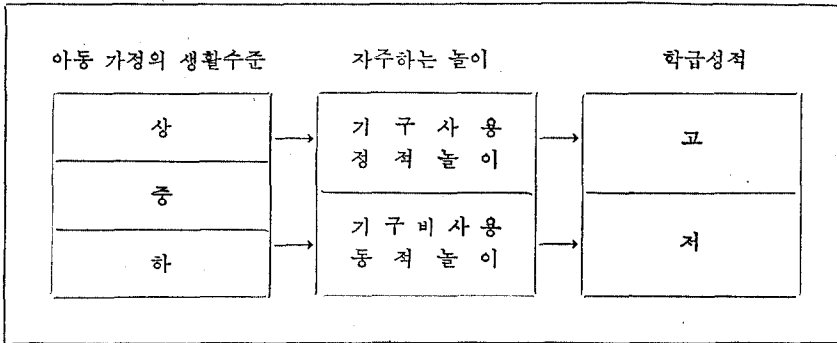 아동 가정의 생활수준
자주하는 놀이
학급성적
상
중
하
기구사용
정적놀이
기구비사용
동적놀이
고
저